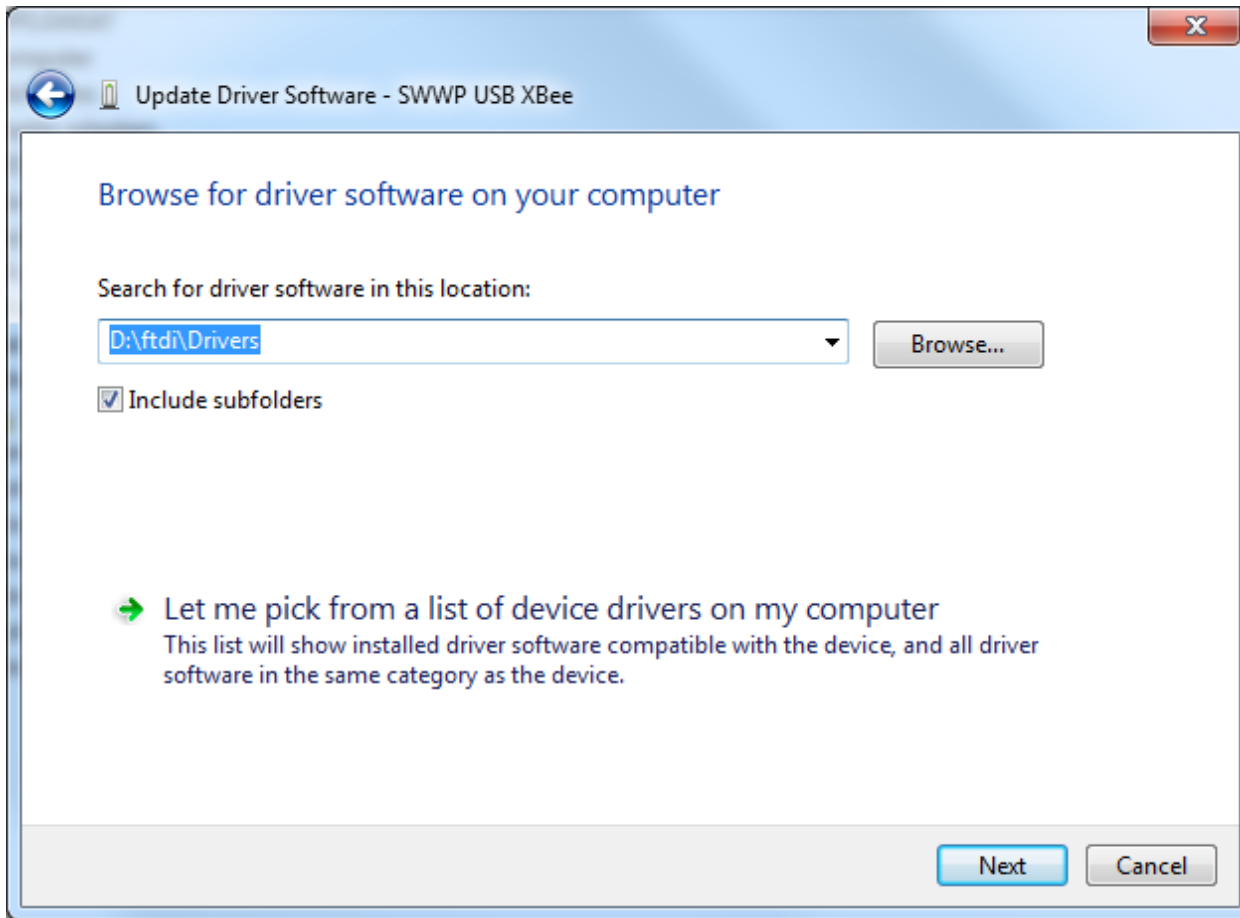 Update Driver Software - SWWP USB XBee
Browse for driver software on your computer
Search for driver software in this location:
D:\ftdi\Drivers
Browse...
Include subfolders
Let me pick from a list of device drivers on my computer
This list will show installed driver software compatible with the device, and all driver
software in the same category as the device.
Next
Cancel